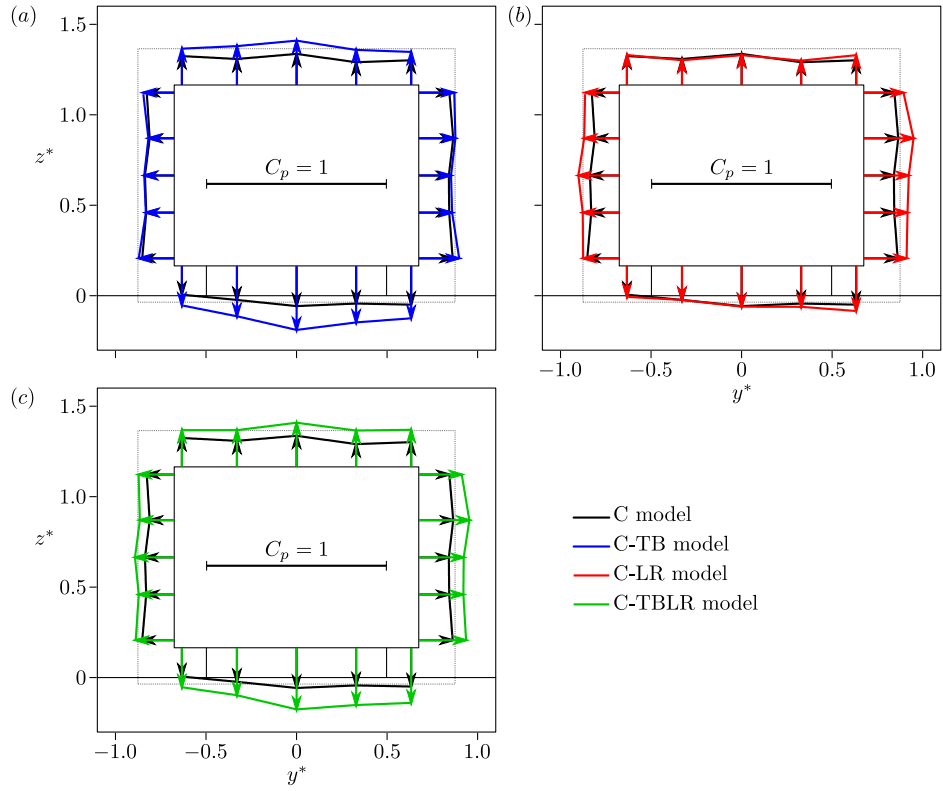 (a)
(b)
1.5
1.0
z*
0.5
0
C_p = 1
C_p = 1
−1.0
−0.5
0
0.5
1.0
y*
(c)
1.5
1.0
z*
0.5
0
C_p = 1
−1.0
−0.5
0
0.5
1.0
y*
C model
C-TB model
C-LR model
C-TBLR model